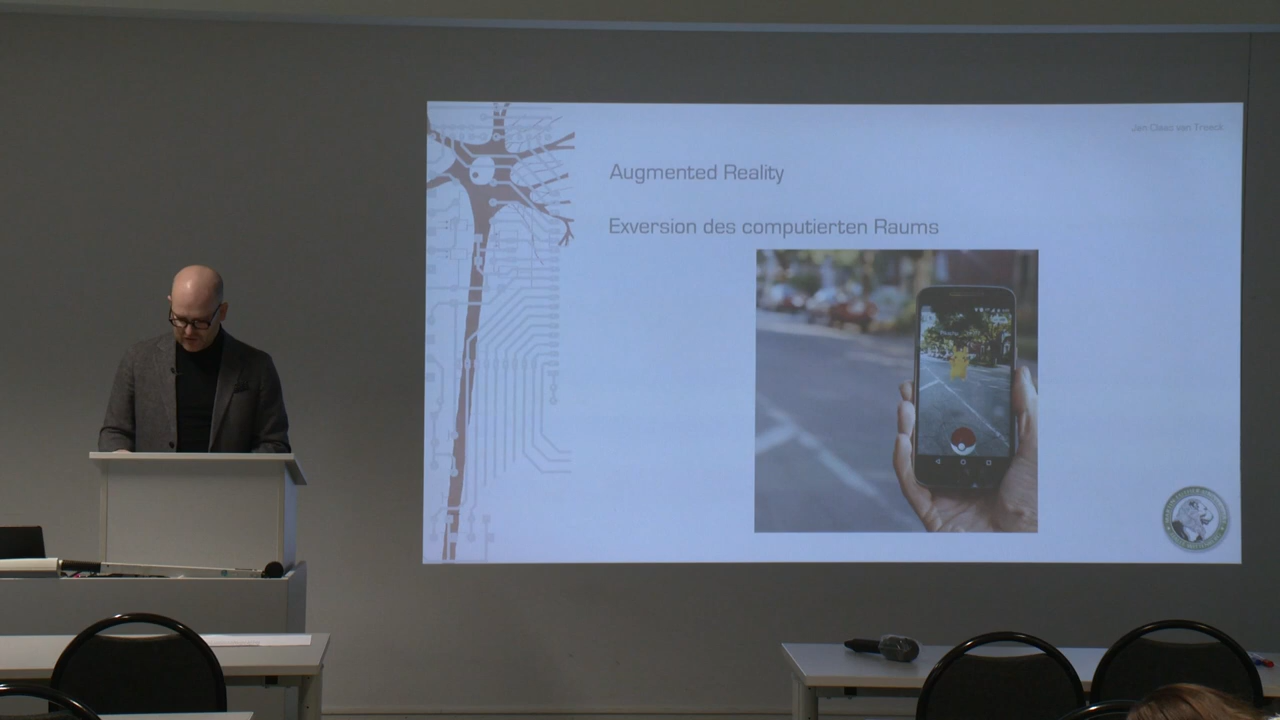 Jan Claas van Treeck
Augmented Reality
Exversion des computierten Raums